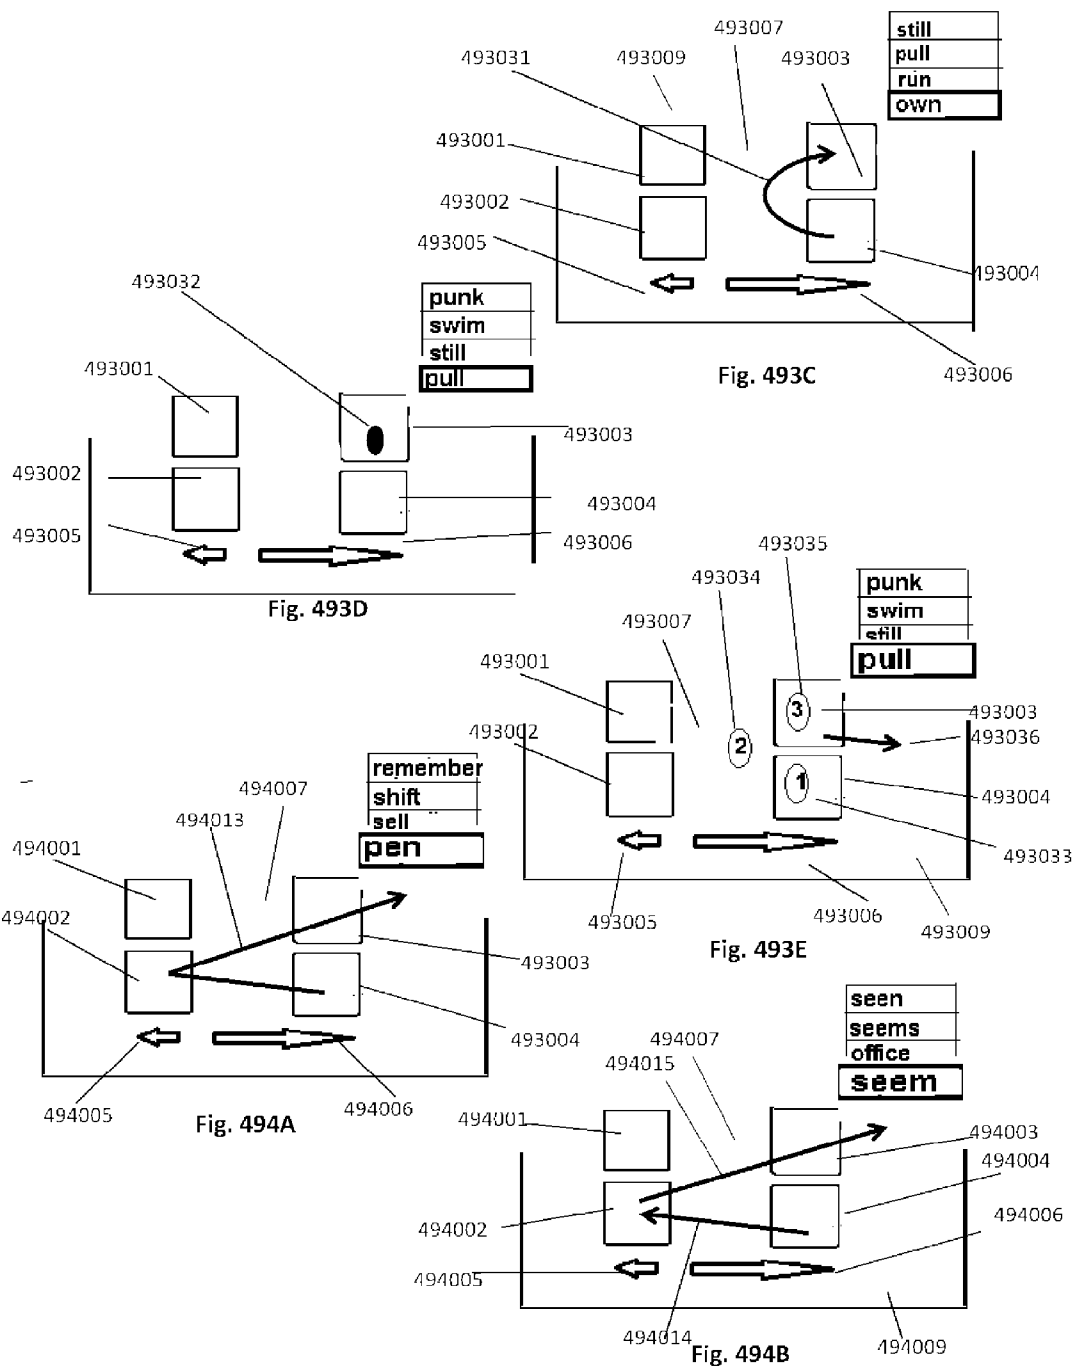 493007
still
493031
493009
493003
pull
run
own
493001
493002
493005
493004
493006
Fig. 493C
493032
punk
swim
still
pull
493001
493003
493002
493004
493005
493006
Fig. 493D
493035
493034
punk
swim
still
pull
493007
493001
493003
493002
493036
3
2
1
493004
493033
493005
493006
493009
Fig. 493E
remember
shift
sell
pen
494007
494013
494001
494002
493003
493004
494005
494006
Fig. 494A
seen
seems
office
seem
494007
494015
494001
494003
494004
494002
494006
494005
494014
494009
Fig. 494B